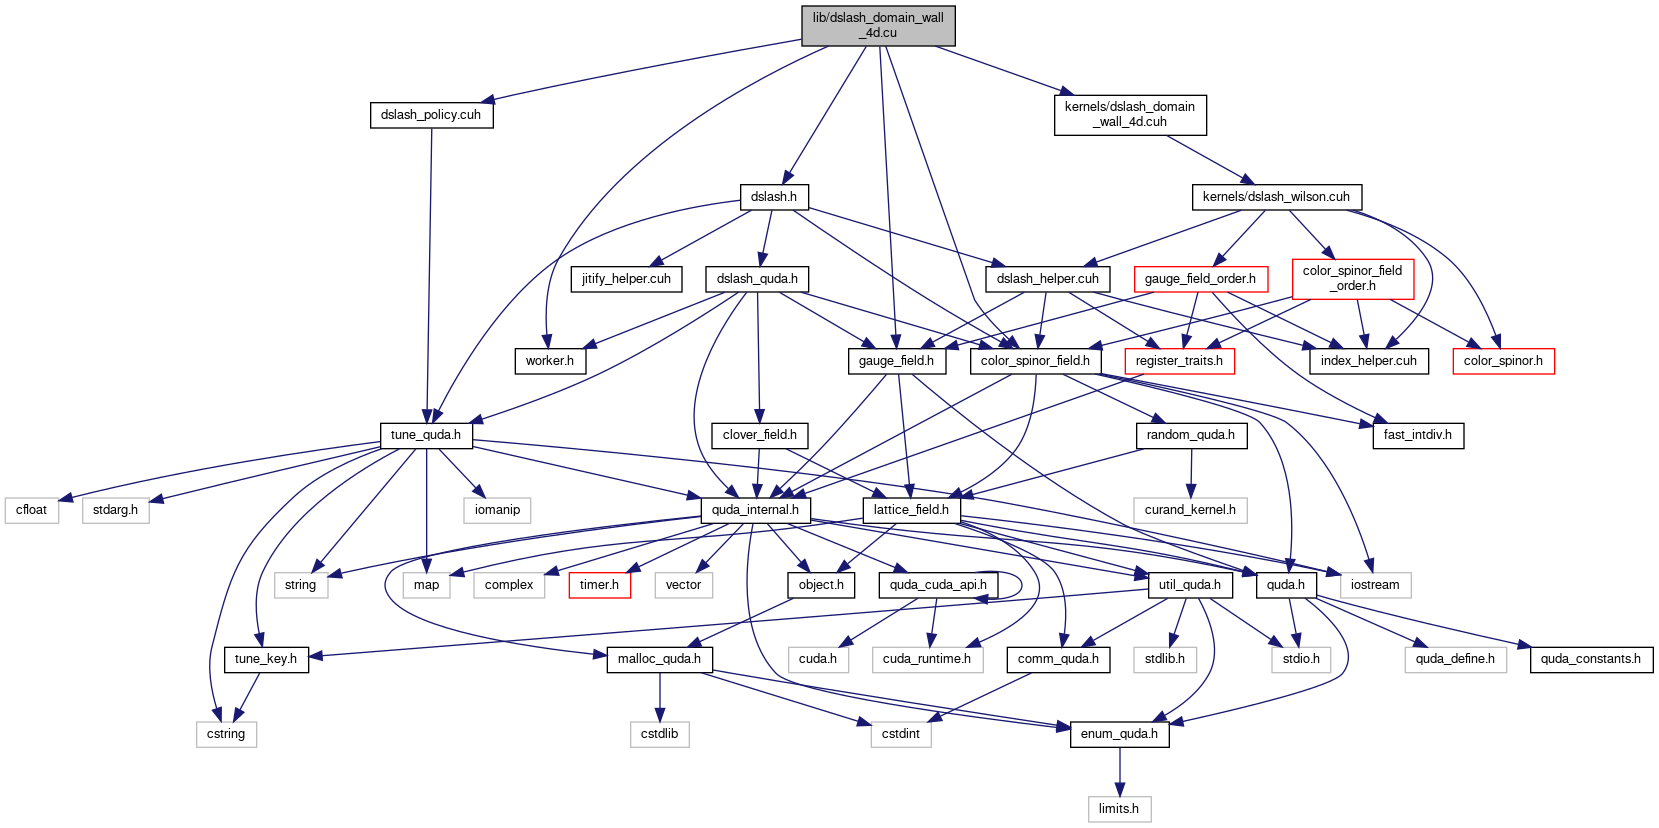 lib/dslash_domain_wall
_4d.cu
dslash_policy.cuh
kernels/dslash_domain
_wall_4d.cuh
dslash.h
kernels/dslash_wilson.cuh
jitify_helper.cuh
dslash_quda.h
dslash_helper.cuh
gauge_field_order.h
color_spinor_field
_order.h
worker.h
gauge_field.h
color_spinor_field.h
register_traits.h
index_helper.cuh
color_spinor.h
tune_quda.h
clover_field.h
random_quda.h
fast_intdiv.h
cfloat
stdarg.h
iomanip
quda_internal.h
lattice_field.h
curand_kernel.h
string
map
complex
timer.h
vector
object.h
quda_cuda_api.h
util_quda.h
quda.h
iostream
tune_key.h
malloc_quda.h
cuda.h
cuda_runtime.h
comm_quda.h
stdlib.h
stdio.h
quda_define.h
quda_constants.h
cstring
cstdlib
cstdint
enum_quda.h
limits.h